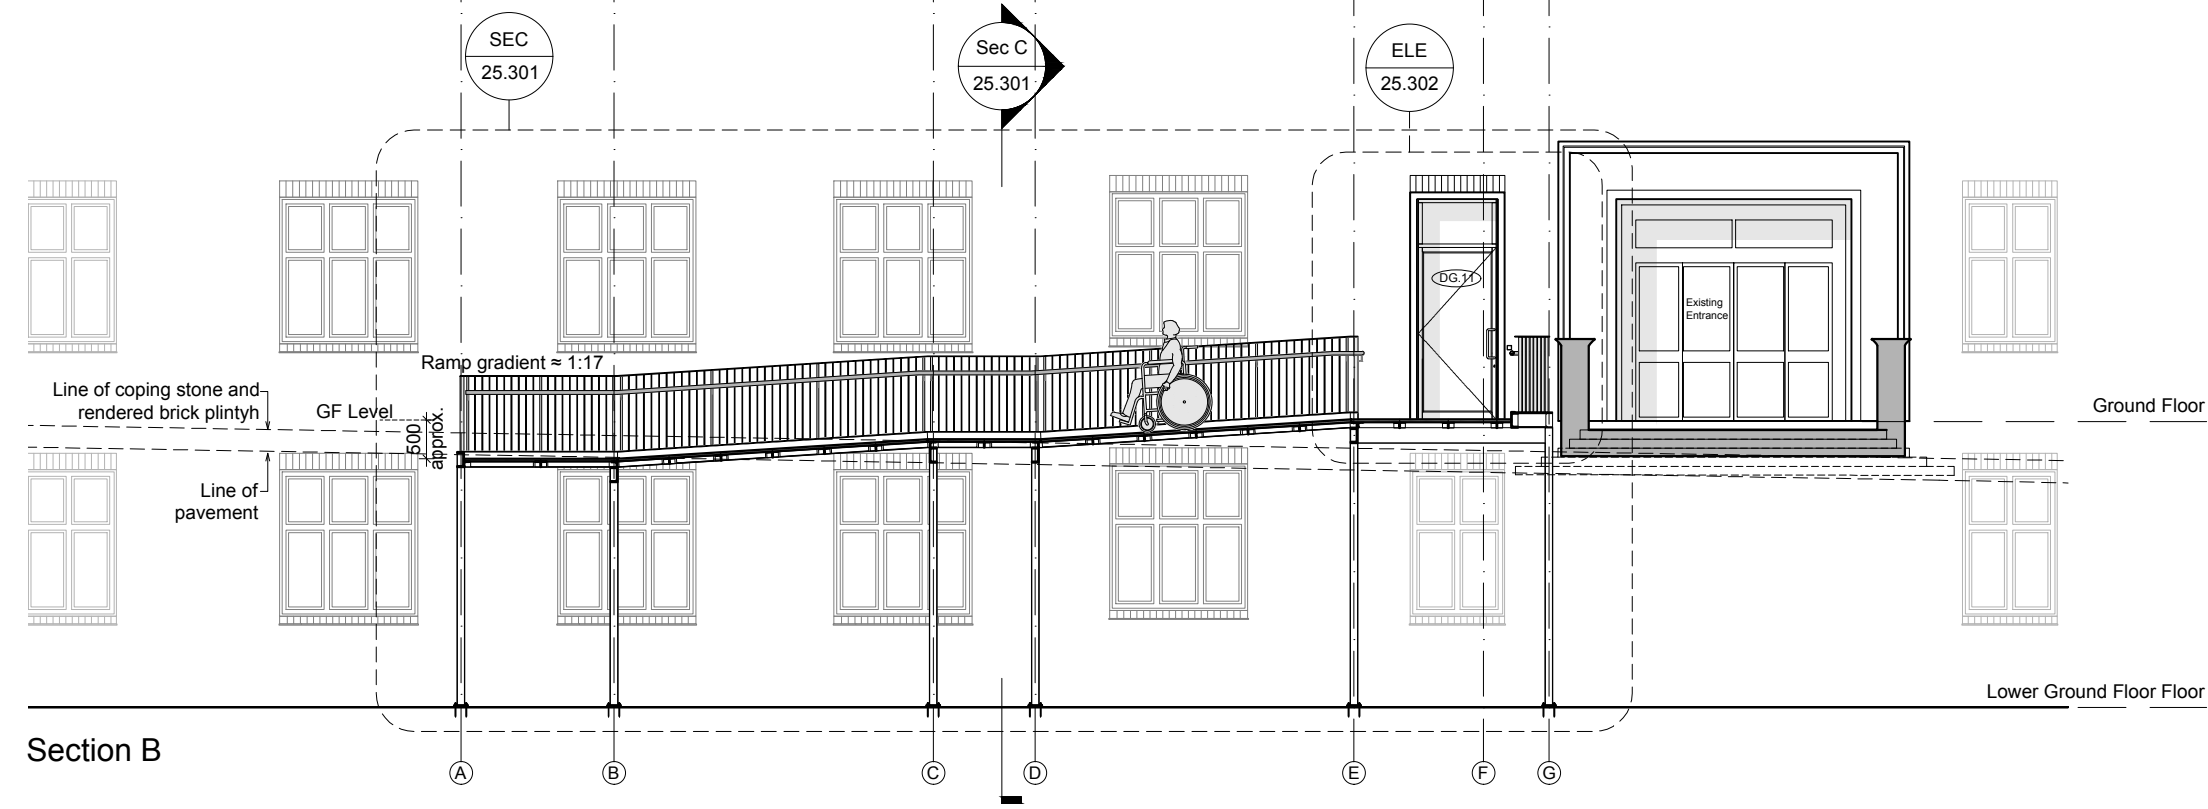 SEC
25.301
Sec C
25.301
ELE
25.302
DG.11
Existing
Entrance
Ramp gradient ≈ 1:17
Line of coping stone and
rendered brick plintyh
GF Level
500
approx.
Ground Floor
Line of
pavement
Lower Ground Floor Floor
Section B
A
B
C
D
E
F
G